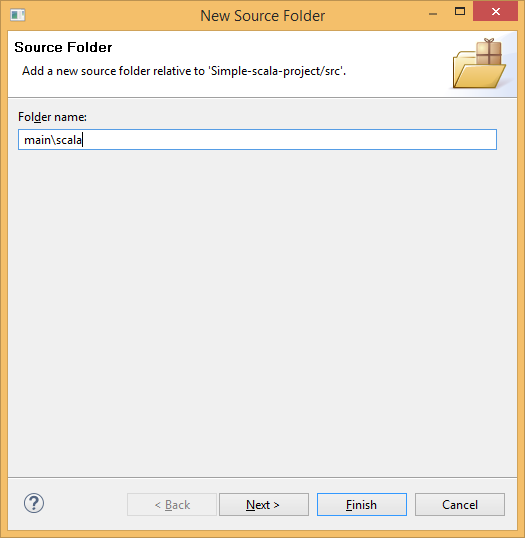 New Source Folder
Source Folder
Add a new source folder relative to 'Simple-scala-project/src'.
Folder name:
main\scala
?
< Back
Next >
Finish
Cancel